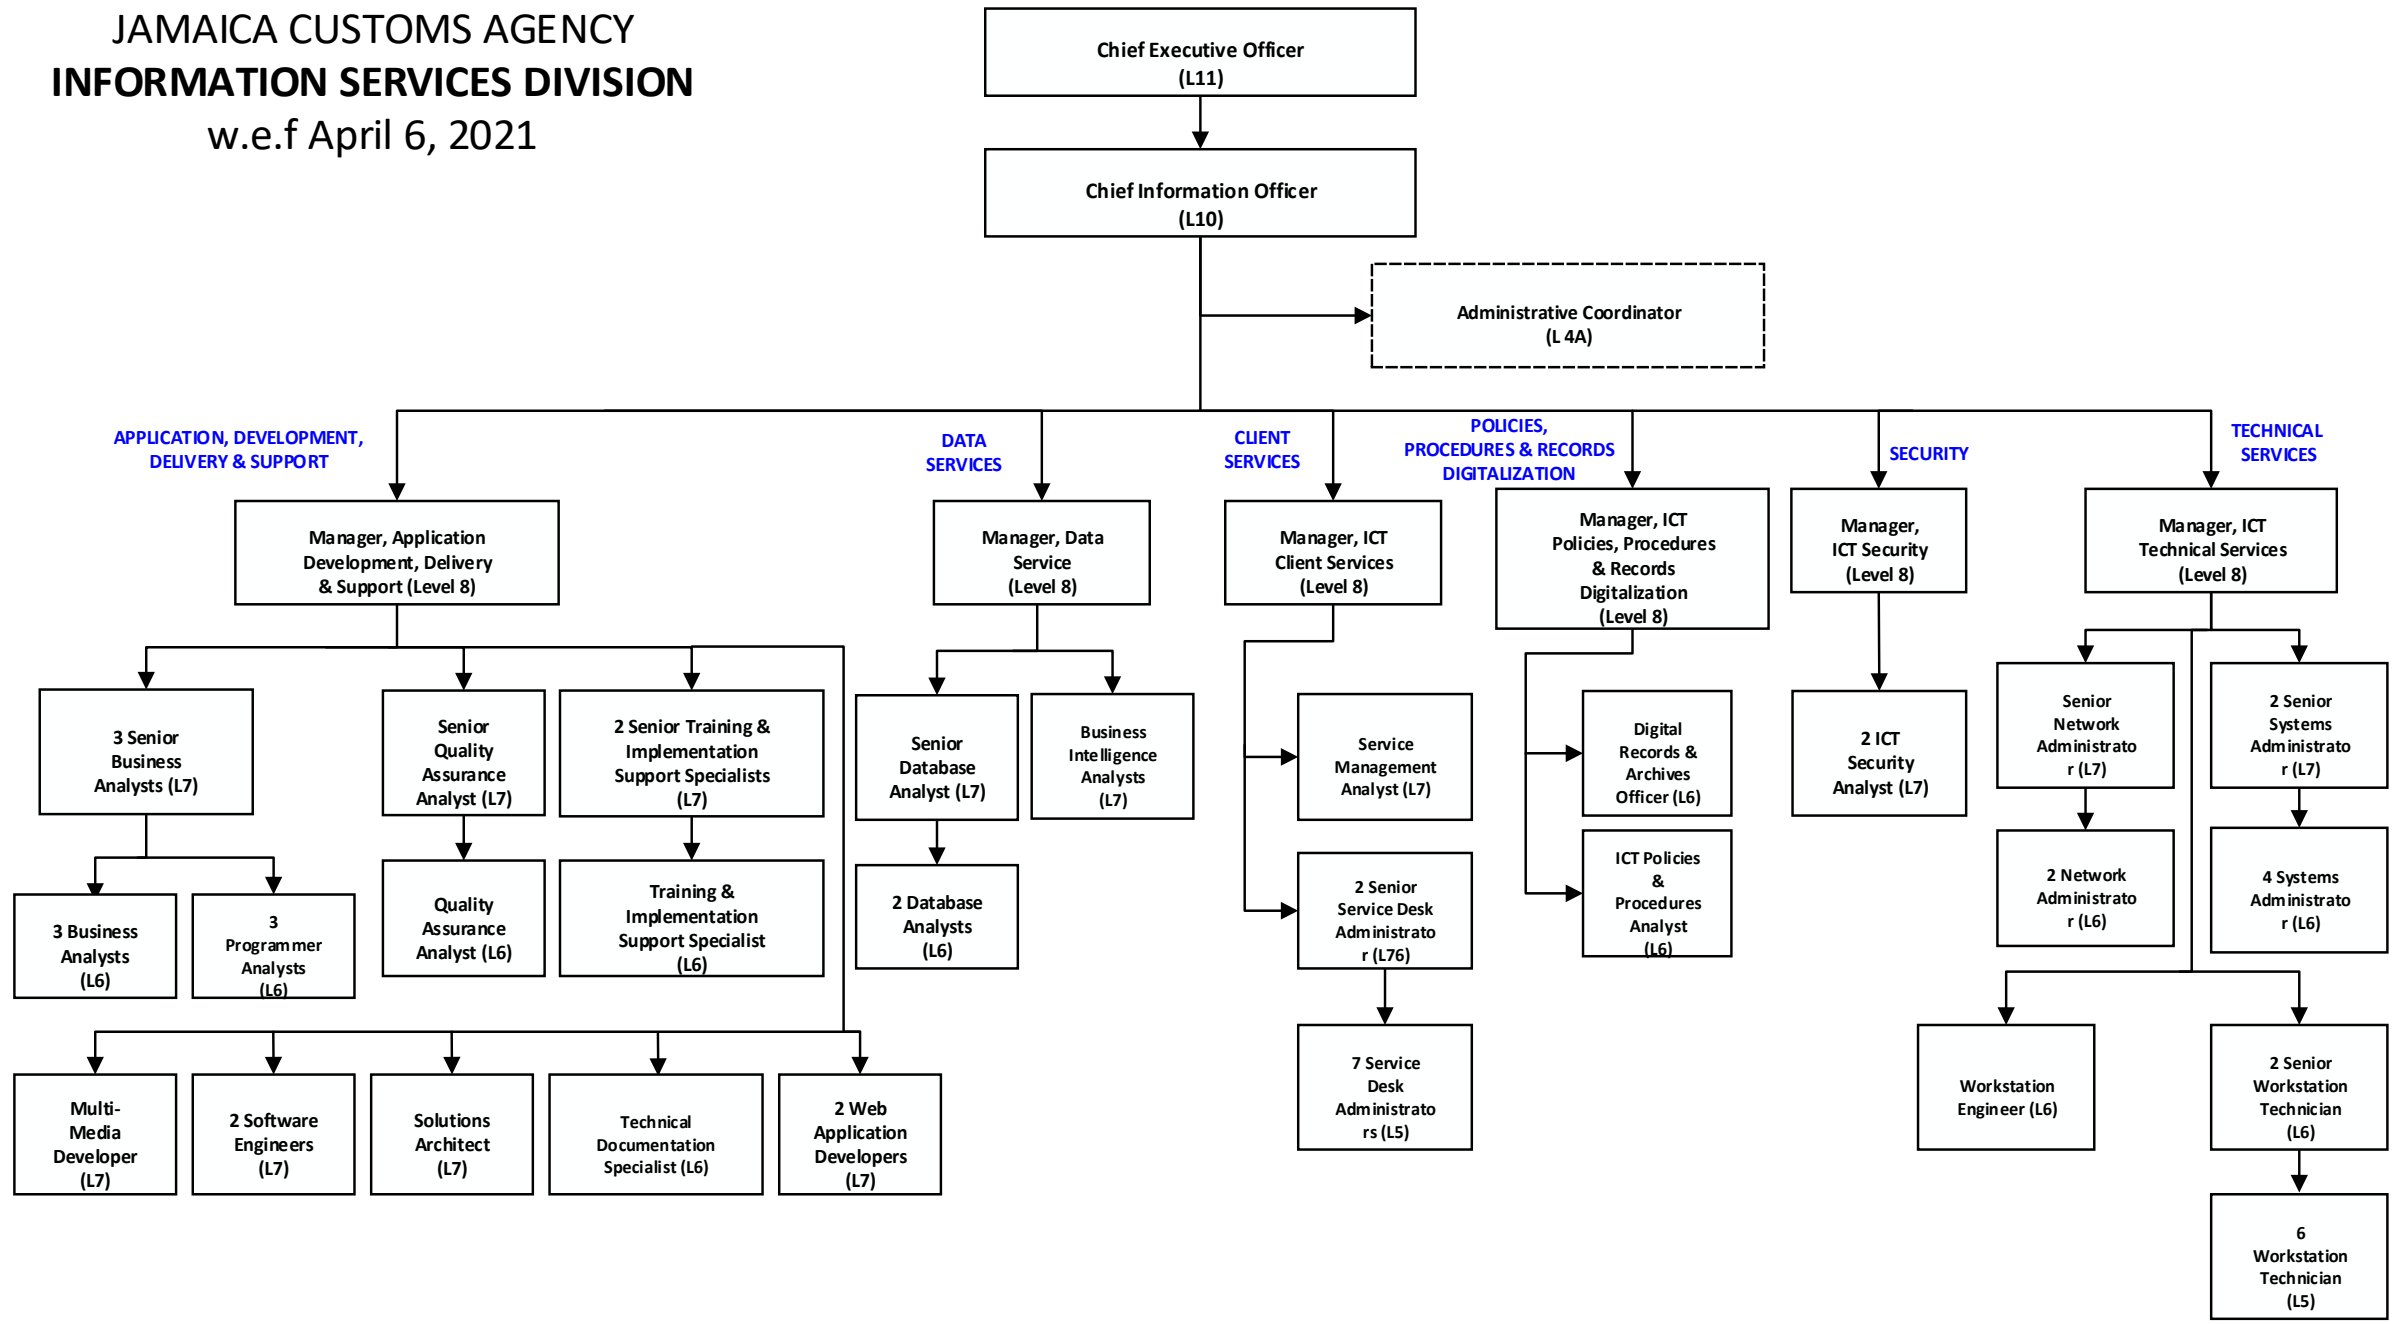 JAMAICA CUSTOMS AGENCY
INFORMATION SERVICES DIVISION
w.e.f April 6, 2021
Chief Executive Officer
(L11)
Chief Information Officer
(L10)
Administrative Coordinator
(L 4A)
APPLICATION, DEVELOPMENT,
DELIVERY & SUPPORT
DATA
SERVICES
CLIENT
SERVICES
POLICIES,
PROCEDURES & RECORDS
DIGITALIZATION
SECURITY
TECHNICAL
SERVICES
Manager, Application
Development, Delivery
& Support (Level 8)
Manager, Data
Service
(Level 8)
Manager, ICT
Client Services
(Level 8)
Manager, ICT
Policies, Procedures
& Records
Digitalization
(Level 8)
Manager,
ICT Security
(Level 8)
Manager, ICT
Technical Services
(Level 8)
3 Senior
Business
Analysts (L7)
Senior
Quality
Assurance
Analyst (L7)
2 Senior Training &
Implementation
Support Specialists
(L7)
Senior
Database
Analyst (L7)
Business
Intelligence
Analysts
(L7)
Service
Management
Analyst (L7)
Digital
Records &
Archives
Officer (L6)
2 ICT
Security
Analyst (L7)
Senior
Network
Administrato
r (L7)
2 Senior
Systems
Administrato
r (L7)
3 Business
Analysts
(L6)
3
Programmer
Analysts
(L6)
Quality
Assurance
Analyst (L6)
Training &
Implementation
Support Specialist
(L6)
2 Database
Analysts
(L6)
2 Senior
Service Desk
Administrato
r (L76)
ICT Policies
&
Procedures
Analyst
(L6)
2 Network
Administrato
r (L6)
4 Systems
Administrato
r (L6)
Multi-
Media
Developer
(L7)
2 Software
Engineers
(L7)
Solutions
Architect
(L7)
Technical
Documentation
Specialist (L6)
2 Web
Application
Developers
(L7)
7 Service
Desk
Administrato
rs (L5)
Workstation
Engineer (L6)
2 Senior
Workstation
Technician
(L6)
6
Workstation
Technician
(L5)